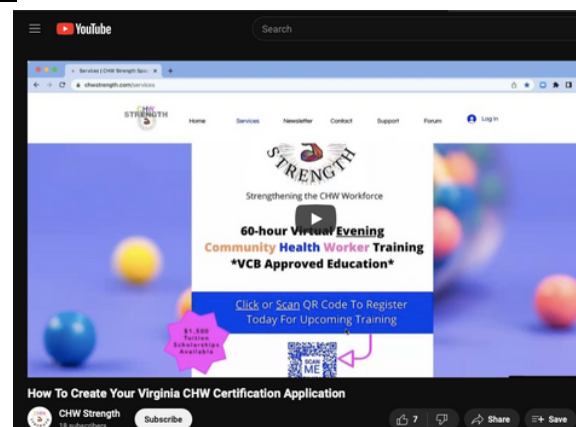 YouTube
Search
Services | CHW Strength
chwstrength.com/services
CHW
STRENGTH
Home Services Newsletter Contact Support Forum Log In
STRENGTH
Strengthening the CHW Workforce
60-hour Virtual Evening
Community Health Worker Training
*VCB Approved Education*
Click or Scan QR Code To Register
Today For Upcoming Training
$1,500
Tuition
Scholarships
Available
SCAN
ME
How To Create Your Virginia CHW Certification Application
CHW Strength
18 subscribers
Subscribe
7
Share
Save